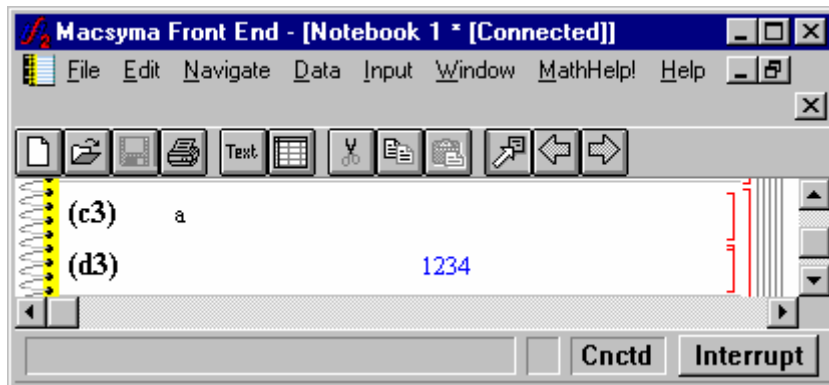 Macsyma Front End - [Notebook 1 * [Connected]]
File Edit Navigate Data Input Window MathHelp! Help
Text
(c3) a
(d3) 1234
Cnctd Interrupt